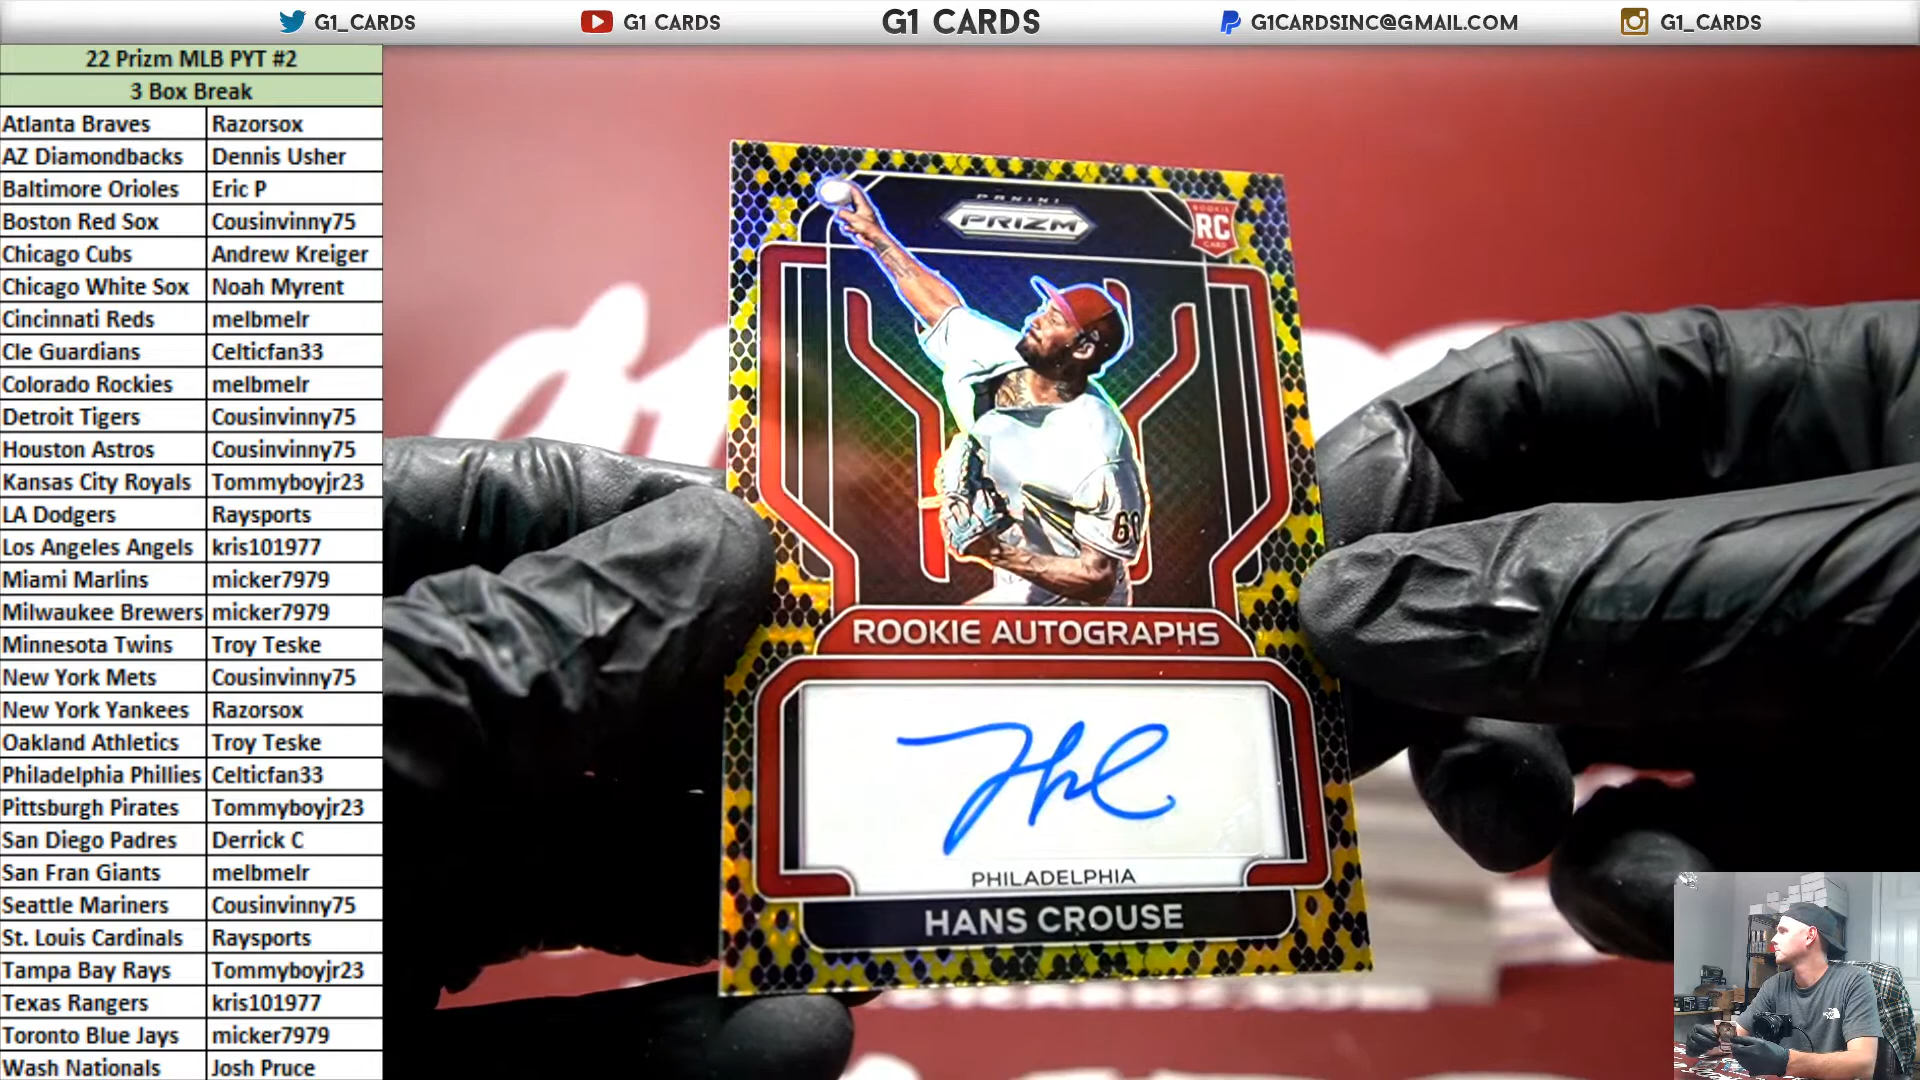 G1_CARDS G1 CARDS G1 CARDS G1CARDSINC@GMAIL.COM G1_CARDS
22 Prizm MLB PYT #2
3 Box Break
Atlanta Braves Razorsox
AZ Diamondbacks Dennis Usher
Baltimore Orioles Eric P
Boston Red Sox Cousinvinny75
Chicago Cubs Andrew Kreiger
Chicago White Sox Noah Myrent
Cincinnati Reds melbmelr
Cle Guardians Celticfan33
Colorado Rockies melbmelr
Detroit Tigers Cousinvinny75
Houston Astros Cousinvinny75
Kansas City Royals Tommyboyjr23
LA Dodgers Raysports
Los Angeles Angels kris101977
Miami Marlins micker7979
Milwaukee Brewers micker7979
Minnesota Twins Troy Teske
New York Mets Cousinvinny75
New York Yankees Razorsox
Oakland Athletics Troy Teske
Philadelphia Phillies Celticfan33
Pittsburgh Pirates Tommyboyjr23
San Diego Padres Derrick C
San Fran Giants melbmelr
Seattle Mariners Cousinvinny75
St. Louis Cardinals Raysports
Tampa Bay Rays Tommyboyjr23
Texas Rangers kris101977
Toronto Blue Jays micker7979
Wash Nationals Josh Pruce
PANINI
PRIZM
ROOKIE
RC
CARD
60
ROOKIE AUTOGRAPHS
PHILADELPHIA
HANS CROUSE